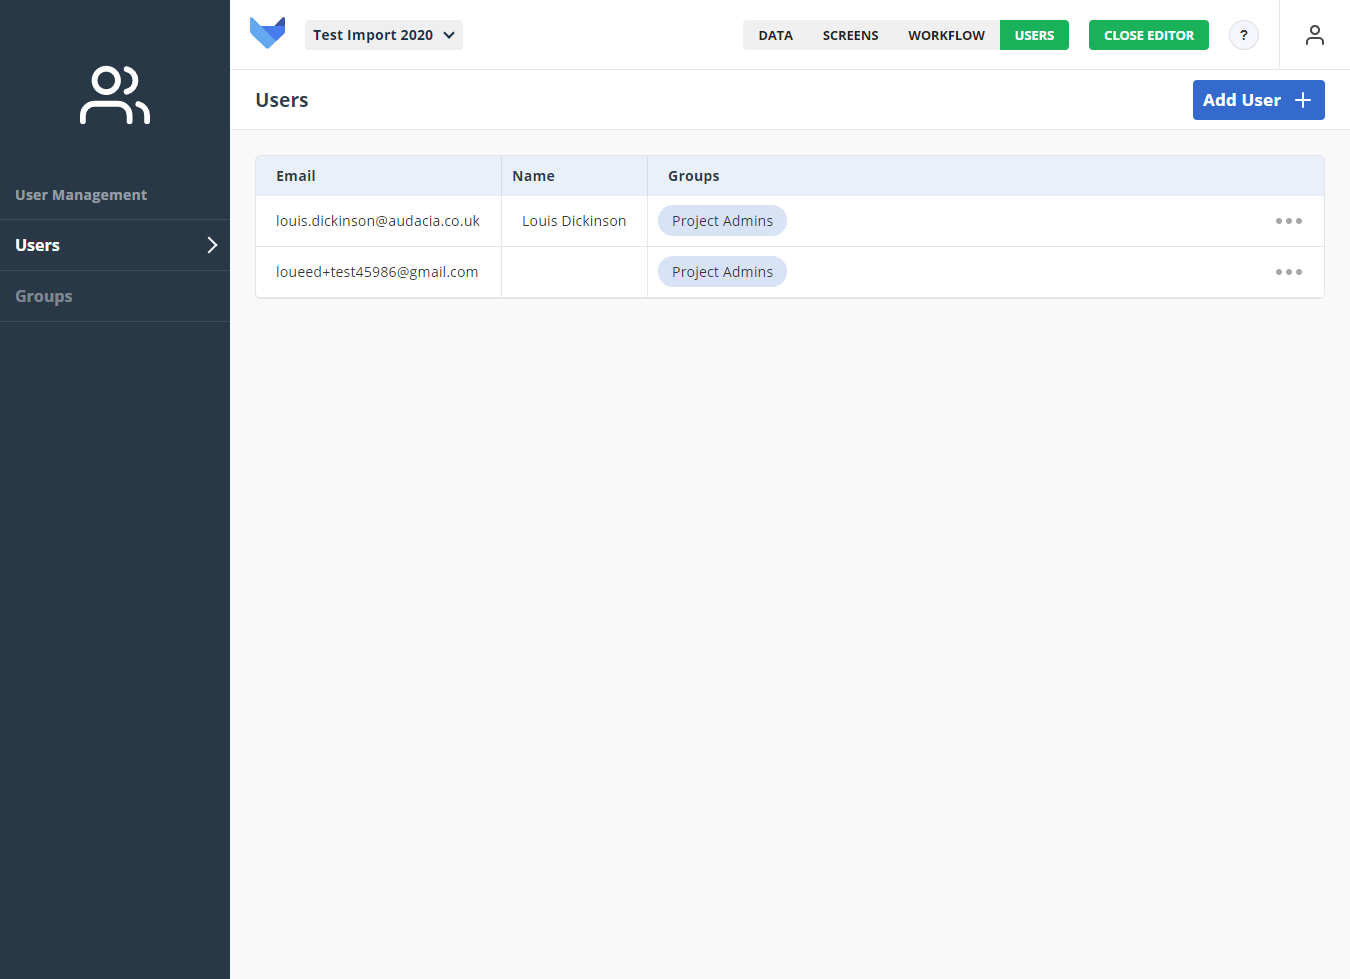 Test Import 2020
DATA SCREENS WORKFLOW USERS CLOSE EDITOR ?
Users
Add User
User Management
Users
Groups
Email Name Groups
louis.dickinson@audacia.co.uk Louis Dickinson Project Admins
loueed+test45986@gmail.com Project Admins